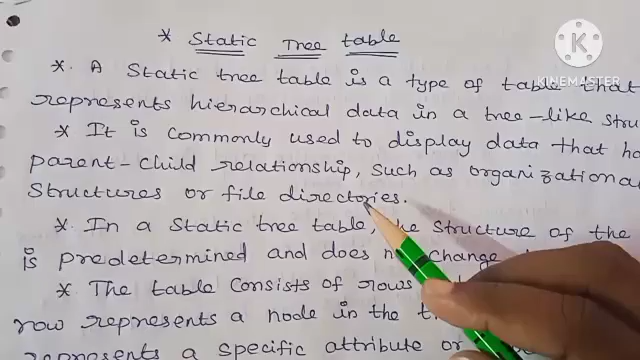 * Static Tree table
*. A Static tree table is a type of table that
represents hierarchical data in a tree-like struc
* It is commonly used to display data that ha
parent-child relationship, such as organizational
Structures or file directories.
* In a static tree table, the structure of the
is predetermined and does not change
* The table consists of rows
row represents a node in the
represents a specific attribute or
K
KINEMASTER